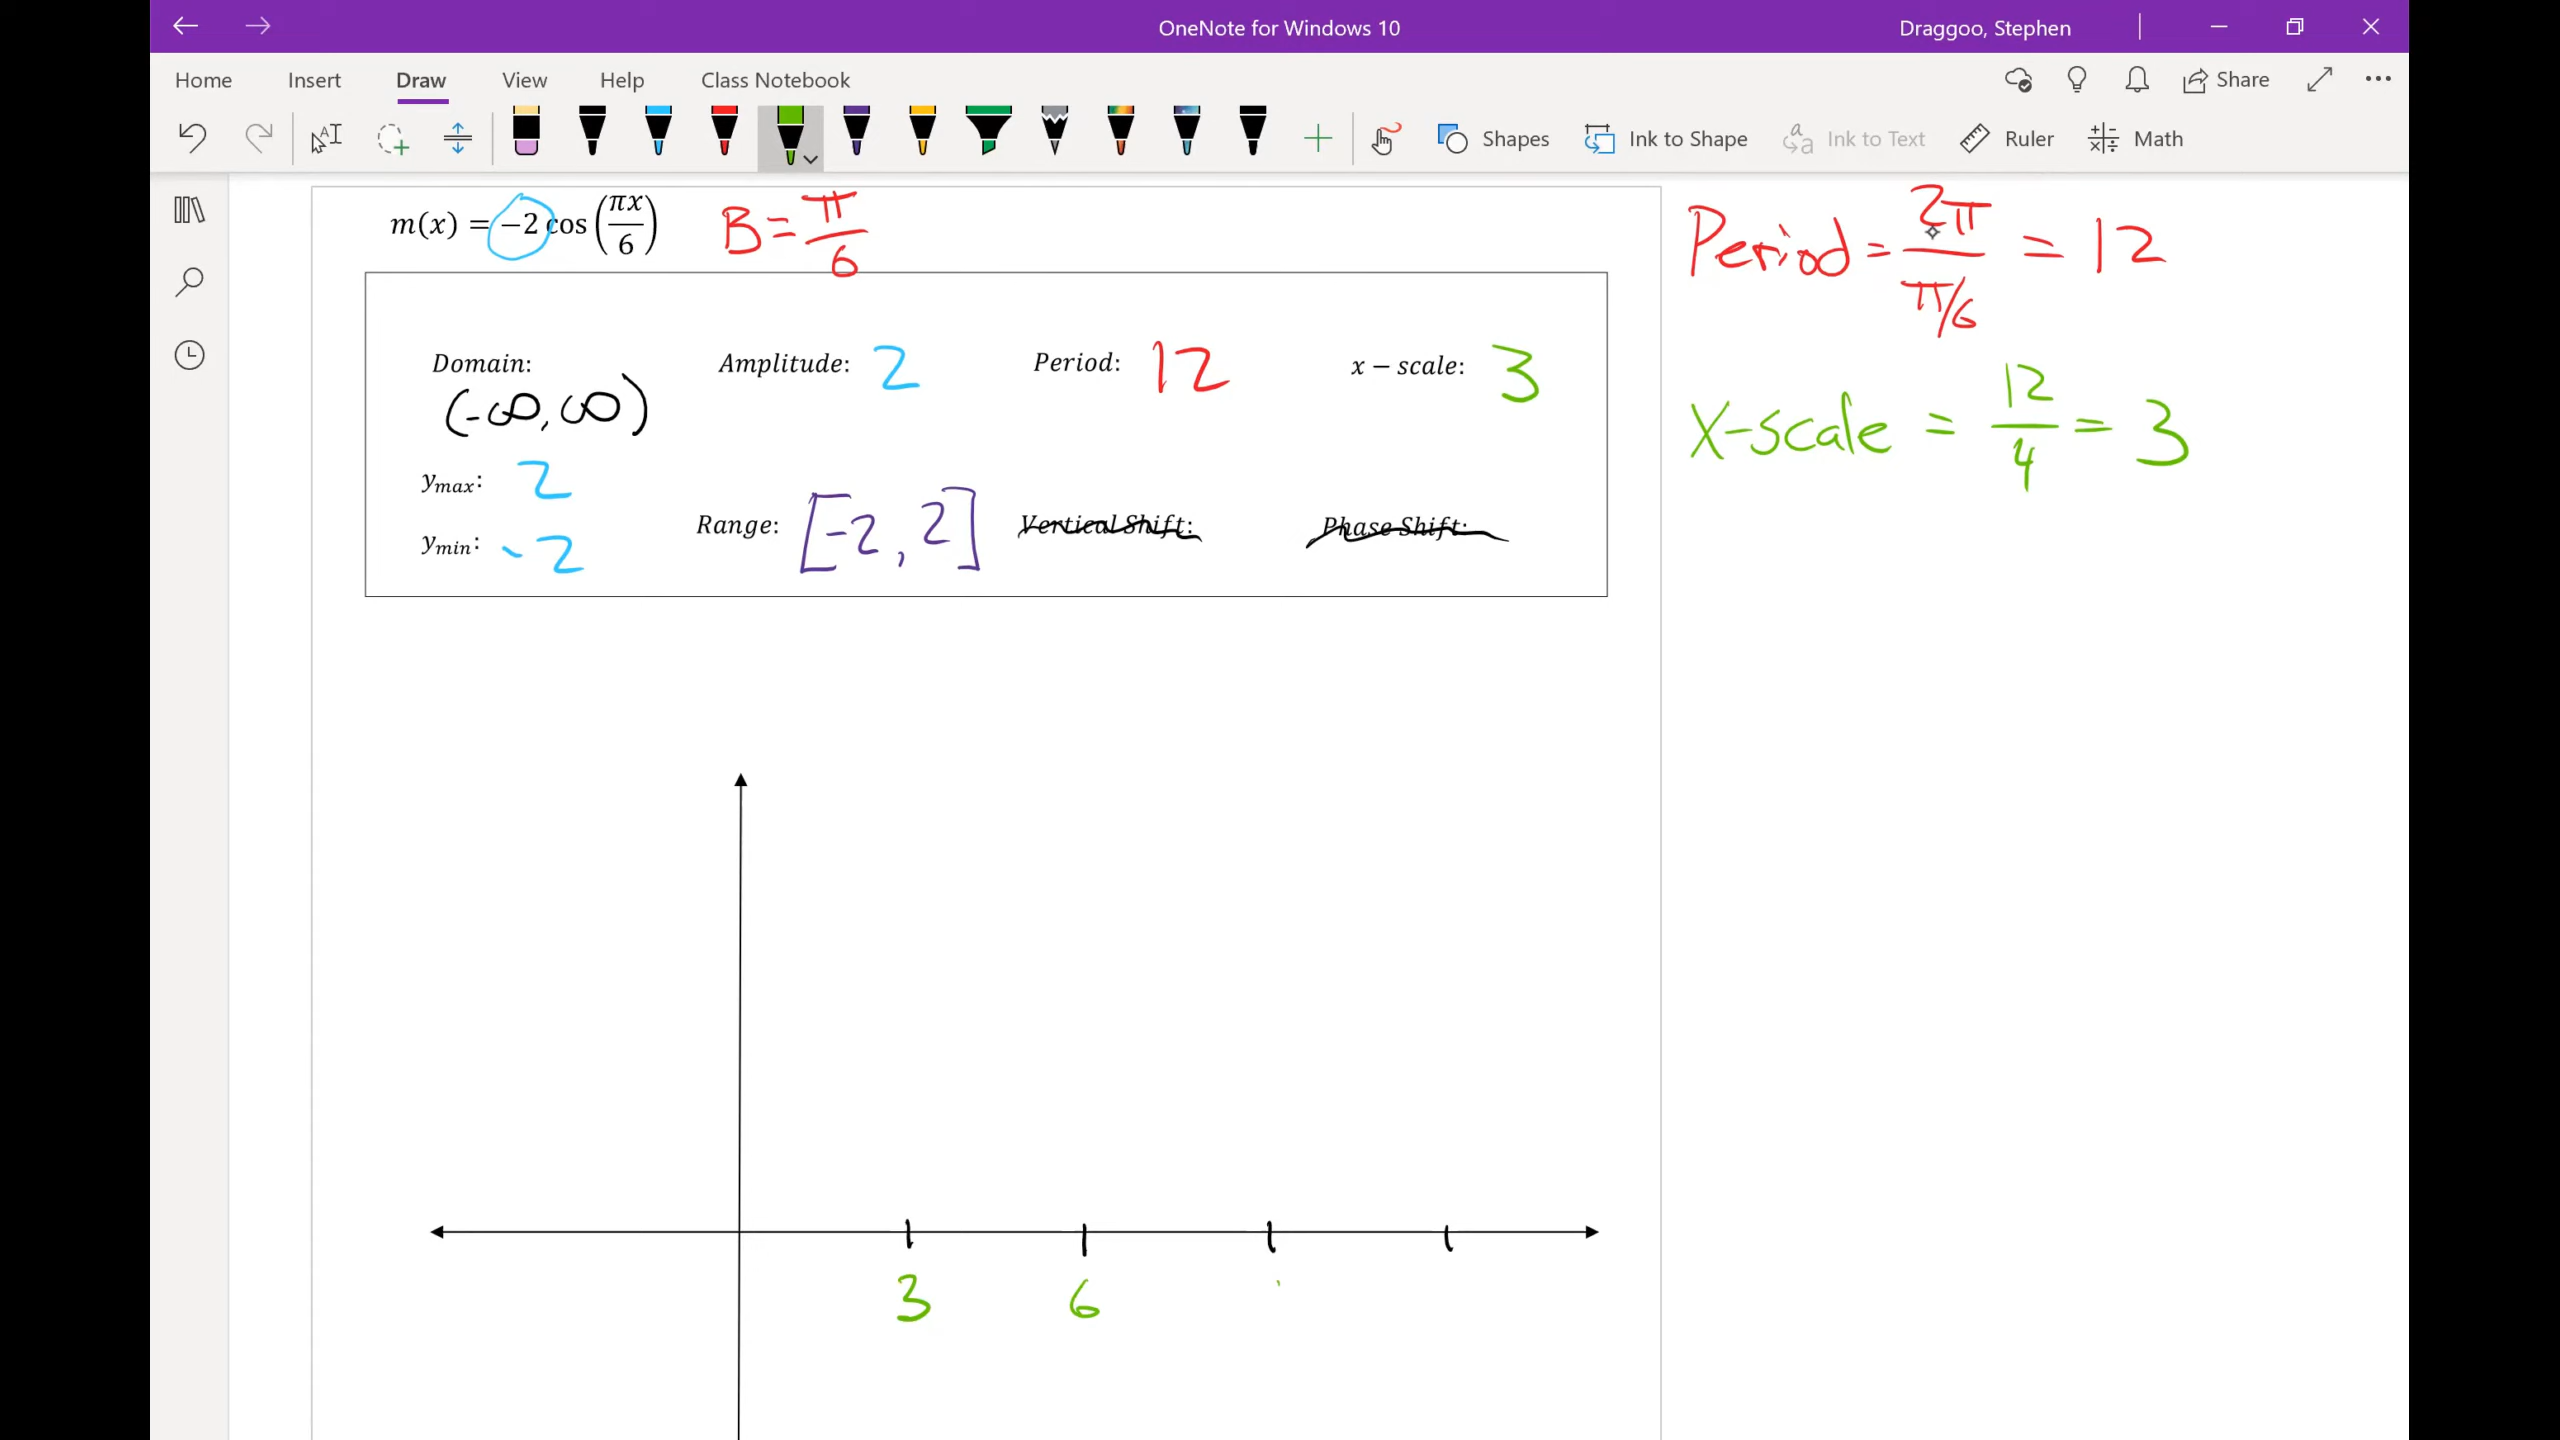 OneNote for Windows 10
Draggoo, Stephen
Home Insert Draw View Help Class Notebook
Share
Shapes Ink to Shape Ink to Text Ruler Math
m(x) = −2 cos (πx/6) B = π/6
Period = 2π/π/6 = 12
Domain: Amplitude: 2 Period: 12 x − scale: 3
(-∞, ∞)
X-scale = 12/4 = 3
y_max: 2
Range: [-2, 2] Vertical Shift: Phase Shift:
y_min: -2
3 6